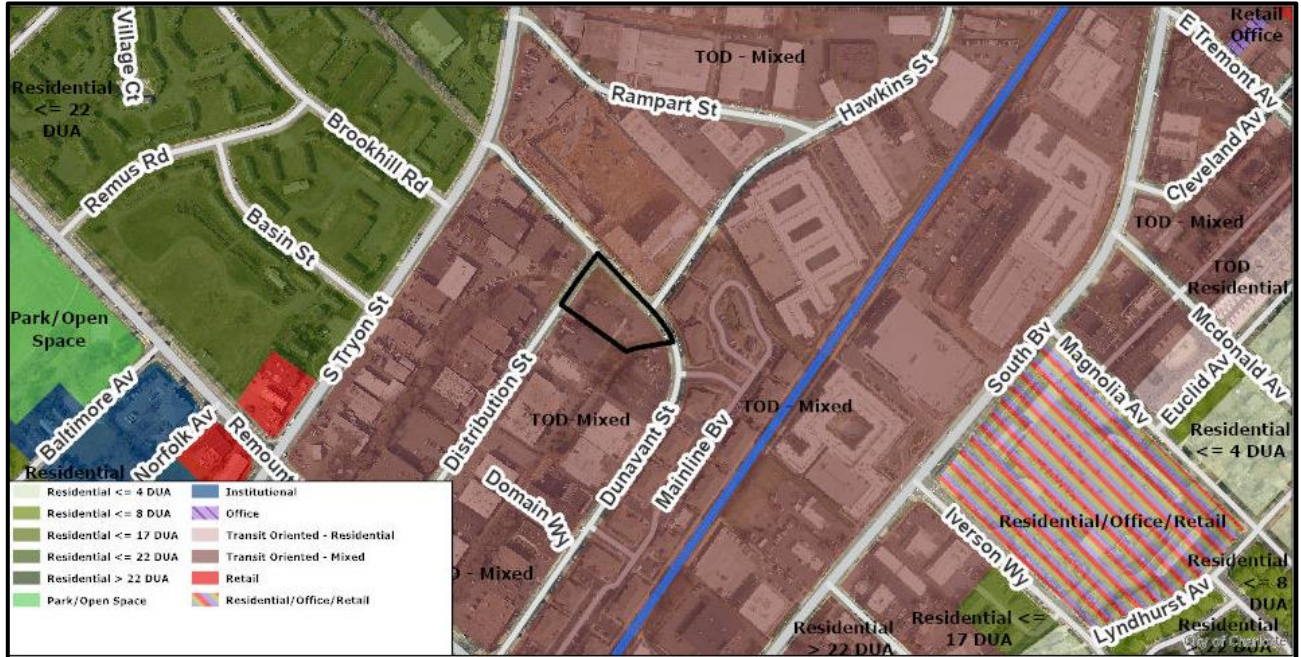 Village Ct
Residential
<= 22
DUA
Remus Rd
Brookhill Rd
Basin St
Park/Open
Space
Baltimore Av
Norfolk Av
Remount
Residential
S Tryon St
TOD - Mixed
Rampart St
Hawkins St
Distribution St
TOD-Mixed
Dunavant St
Mainline Bv
Domain Wy
TOD - Mixed
D - Mixed
Retail
Office
E Tremont Av
Cleveland Av
TOD - Mixed
TOD -
Residential
Mcdonald Av
South Bv
Magnolia Av
Euclid Av
Residential
<= 4 DUA
Residential/Office/Retail
Iverson Wy
Lyndhurst Av
Residential
<= 8
DUA
Residential <=
17 DUA
Residential
> 22 DUA
Residential
<= 22 DUA
City of Charlotte
Residential <= 4 DUA
Residential <= 8 DUA
Residential <= 17 DUA
Residential <= 22 DUA
Residential > 22 DUA
Park/Open Space
Institutional
Office
Transit Oriented - Residential
Transit Oriented - Mixed
Retail
Residential/Office/Retail